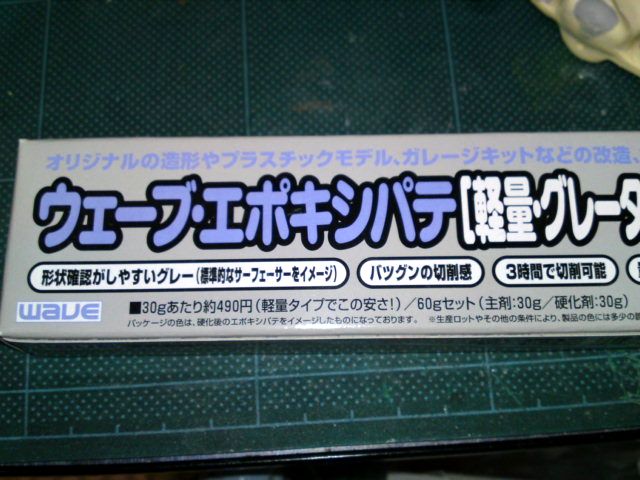 オリジナルの造形やプラスチックモデル、ガレージキットなどの改造、
ウェーブ・エポキシパテ[軽量・グレータ
形状確認がしやすいグレー(標準的なサーフェーサーをイメージ) バツグンの切削感 3時間で切削可能
wave ■30gあたり約490円(軽量タイプでこの安さ!)/60gセット(主剤:30g/硬化剤:30g)
パッケージの色は、硬化後のエポキシパテをイメージしたものになっております。 ※生産ロットやその他の条件により、製品の色には多少の誤